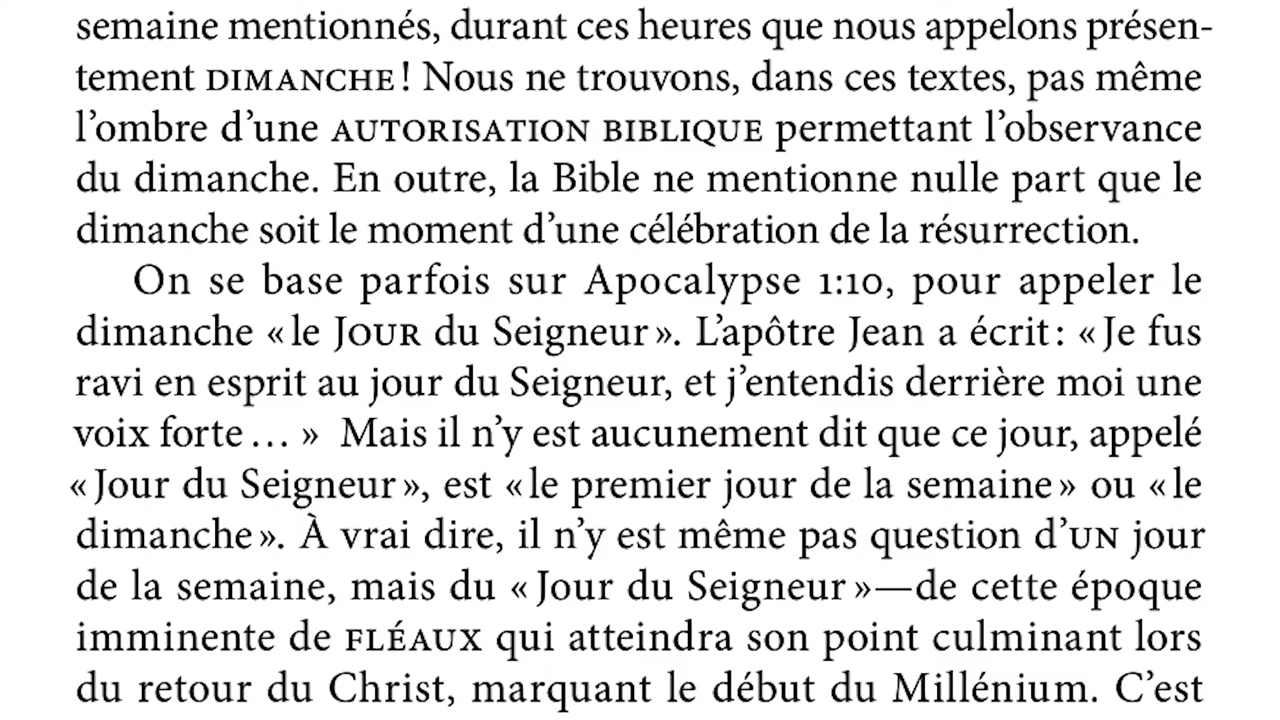 semaine mentionnés, durant ces heures que nous appelons présen-
tement DIMANCHE ! Nous ne trouvons, dans ces textes, pas même
l’ombre d’une AUTORISATION BIBLIQUE permettant l’observance
du dimanche. En outre, la Bible ne mentionne nulle part que le
dimanche soit le moment d’une célébration de la résurrection.
On se base parfois sur Apocalypse 1:10, pour appeler le
dimanche « le JOUR du Seigneur ». L’apôtre Jean a écrit : « Je fus
ravi en esprit au jour du Seigneur, et j’entendis derrière moi une
voix forte … » Mais il n’y est aucunement dit que ce jour, appelé
« Jour du Seigneur », est « le premier jour de la semaine » ou « le
dimanche ». À vrai dire, il n’y est même pas question d’UN jour
de la semaine, mais du « Jour du Seigneur »—de cette époque
imminente de FLÉAUX qui atteindra son point culminant lors
du retour du Christ, marquant le début du Millénium. C’est